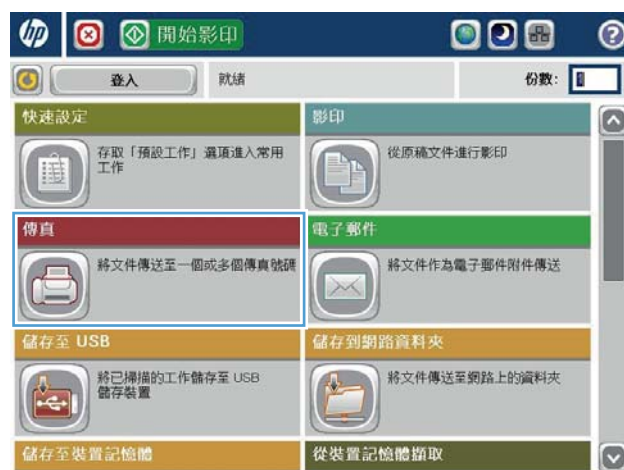 hp
開始影印
?
登入
就緒
份數: 1
快速設定
影印
存取「預設工作」選項進入常用
工作
從原稿文件進行影印
傳真
電子郵件
將文件傳送至一個或多個傳真號碼
將文件作為電子郵件附件傳送
儲存至 USB
儲存到網路資料夾
將已掃描的工作儲存至 USB
儲存裝置
將文件傳送至網路上的資料夾
儲存至裝置記憶體
從裝置記憶體擷取